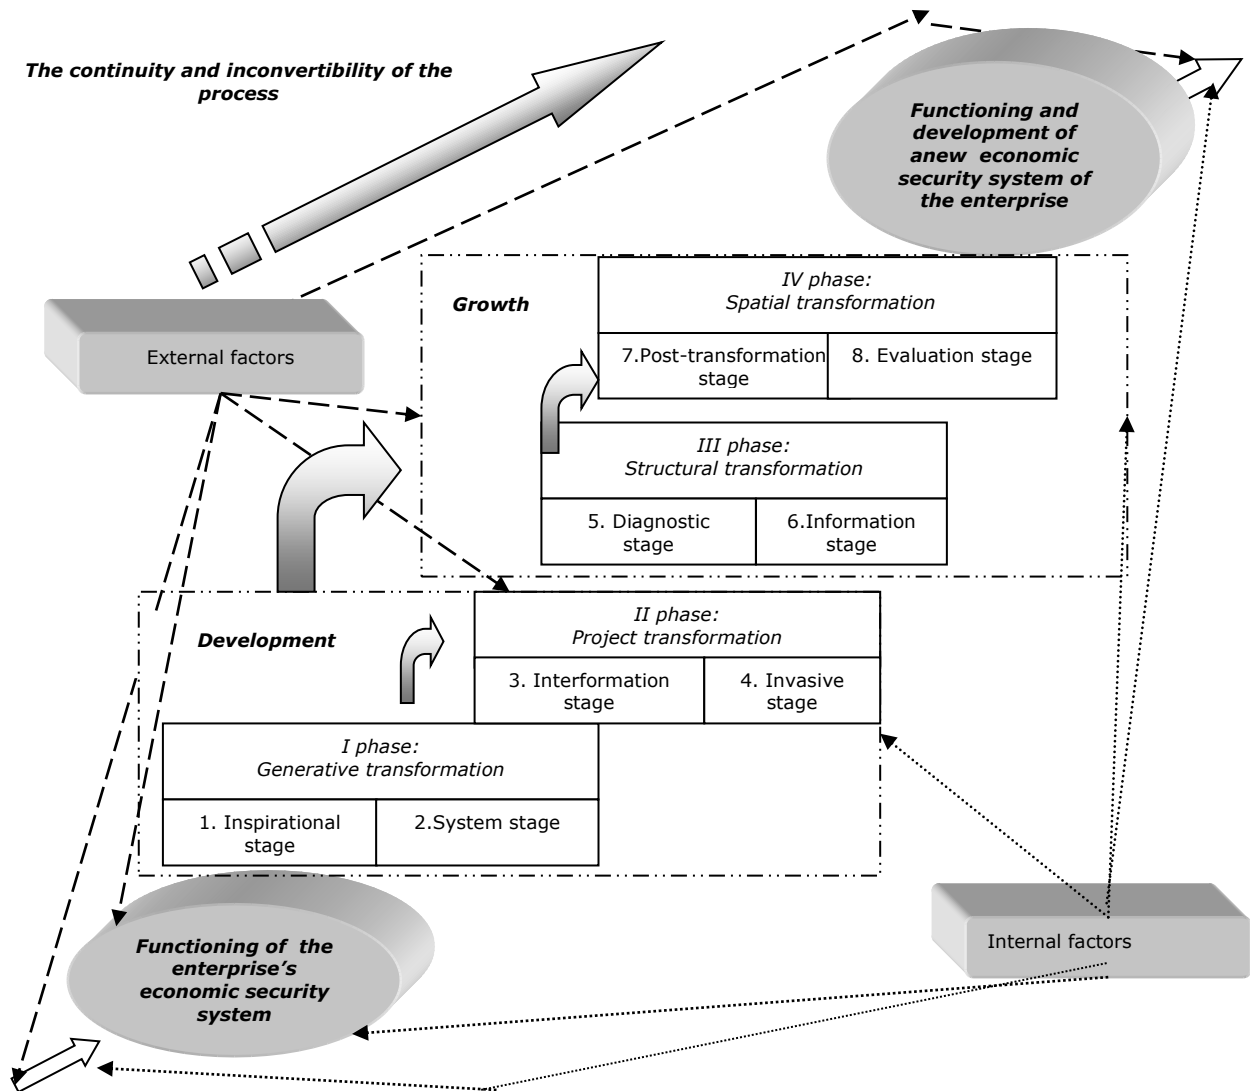 The continuity and inconvertibility of the
process
Functioning and
development of
anew economic
security system of
the enterprise
External factors
Growth
IV phase:
Spatial transformation
7.Post-transformation
stage
8. Evaluation stage
III phase:
Structural transformation
5. Diagnostic
stage
6.Information
stage
Development
II phase:
Project transformation
3. Interformation
stage
4. Invasive
stage
I phase:
Generative transformation
1. Inspirational
stage
2.System stage
Functioning of the
enterprise’s
economic security
system
Internal factors